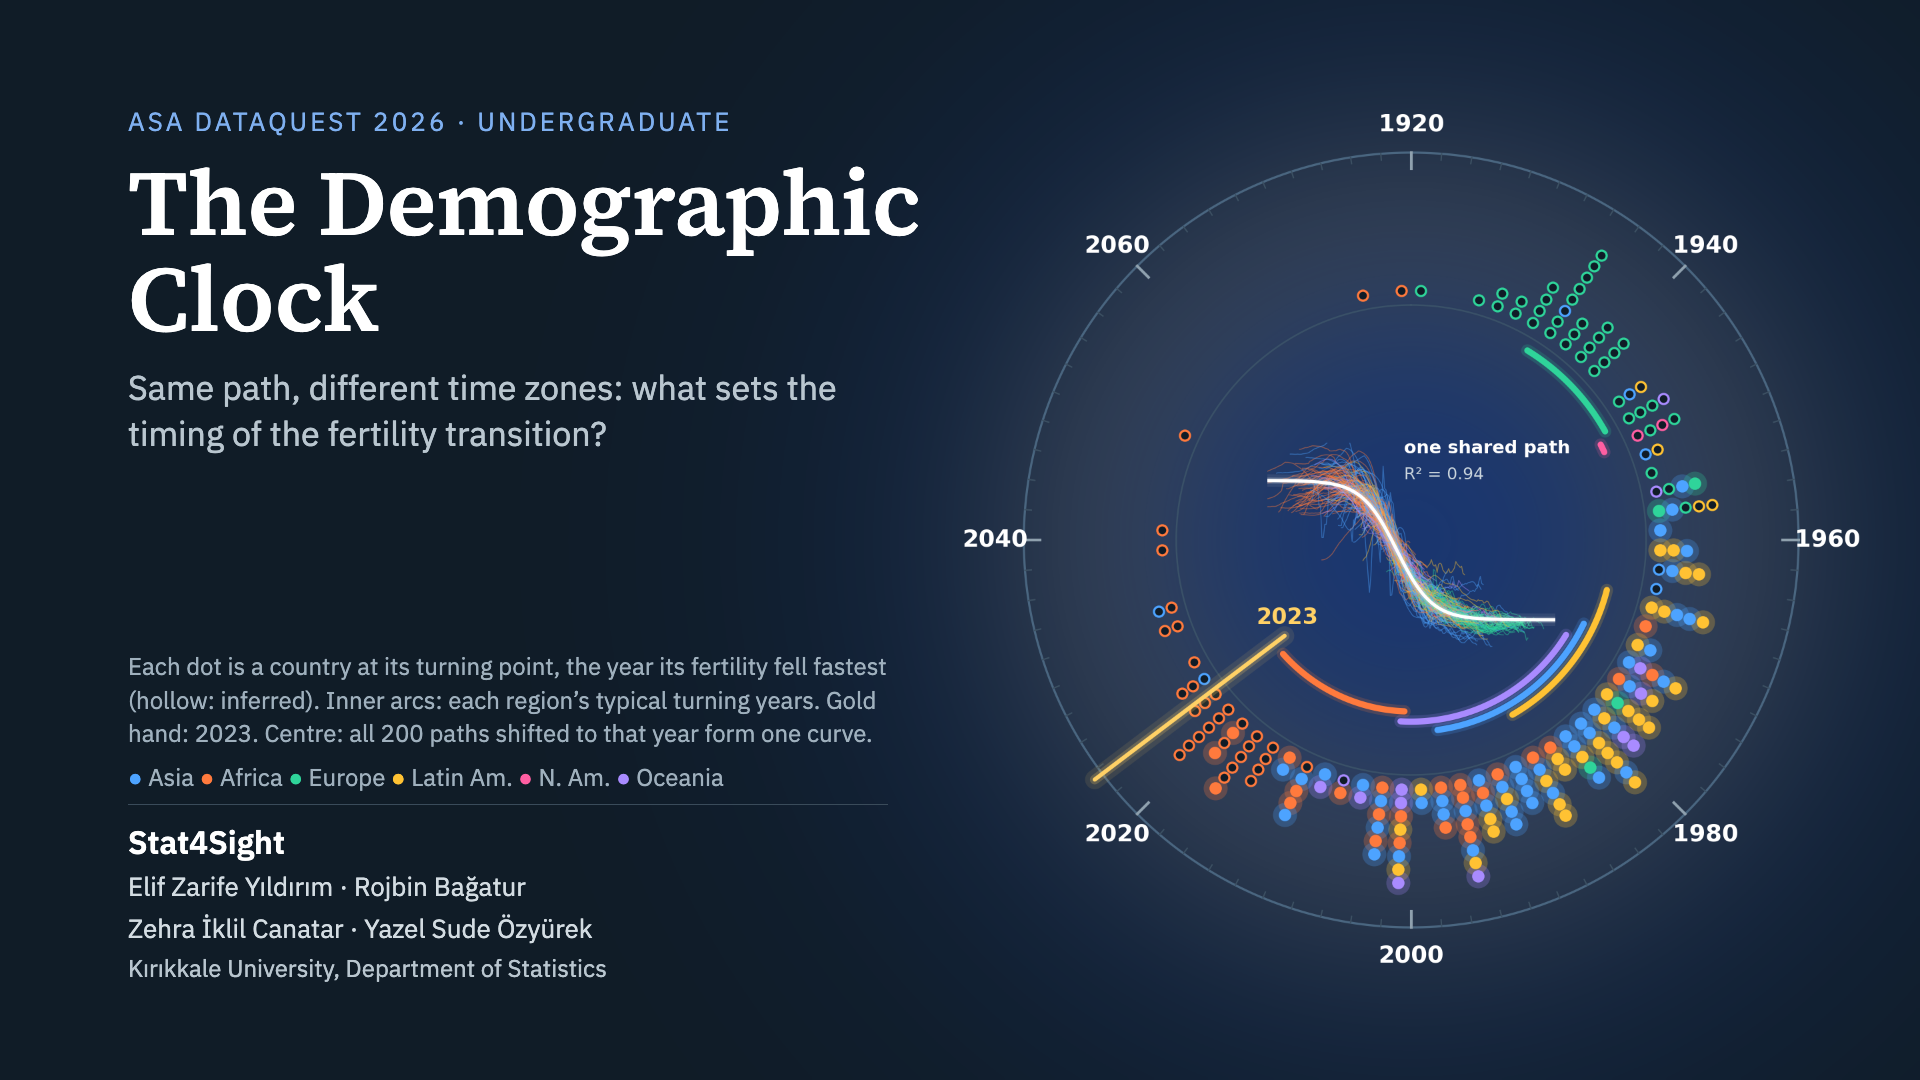 ASA DATAQUEST 2026 · UNDERGRADUATE
The Demographic
Clock
Same path, different time zones: what sets the
timing of the fertility transition?
Each dot is a country at its turning point, the year its fertility fell fastest
(hollow: inferred). Inner arcs: each region’s typical turning years. Gold
hand: 2023. Centre: all 200 paths shifted to that year form one curve.
Asia Africa Europe Latin Am. N. Am. Oceania
Stat4Sight
Elif Zarife Yıldırım · Rojbin Bağatur
Zehra İklil Canatar · Yazel Sude Özyürek
Kırıkkale University, Department of Statistics
1920
1940
1960
1980
2000
2020
2040
2060
one shared path
R² = 0.94
2023